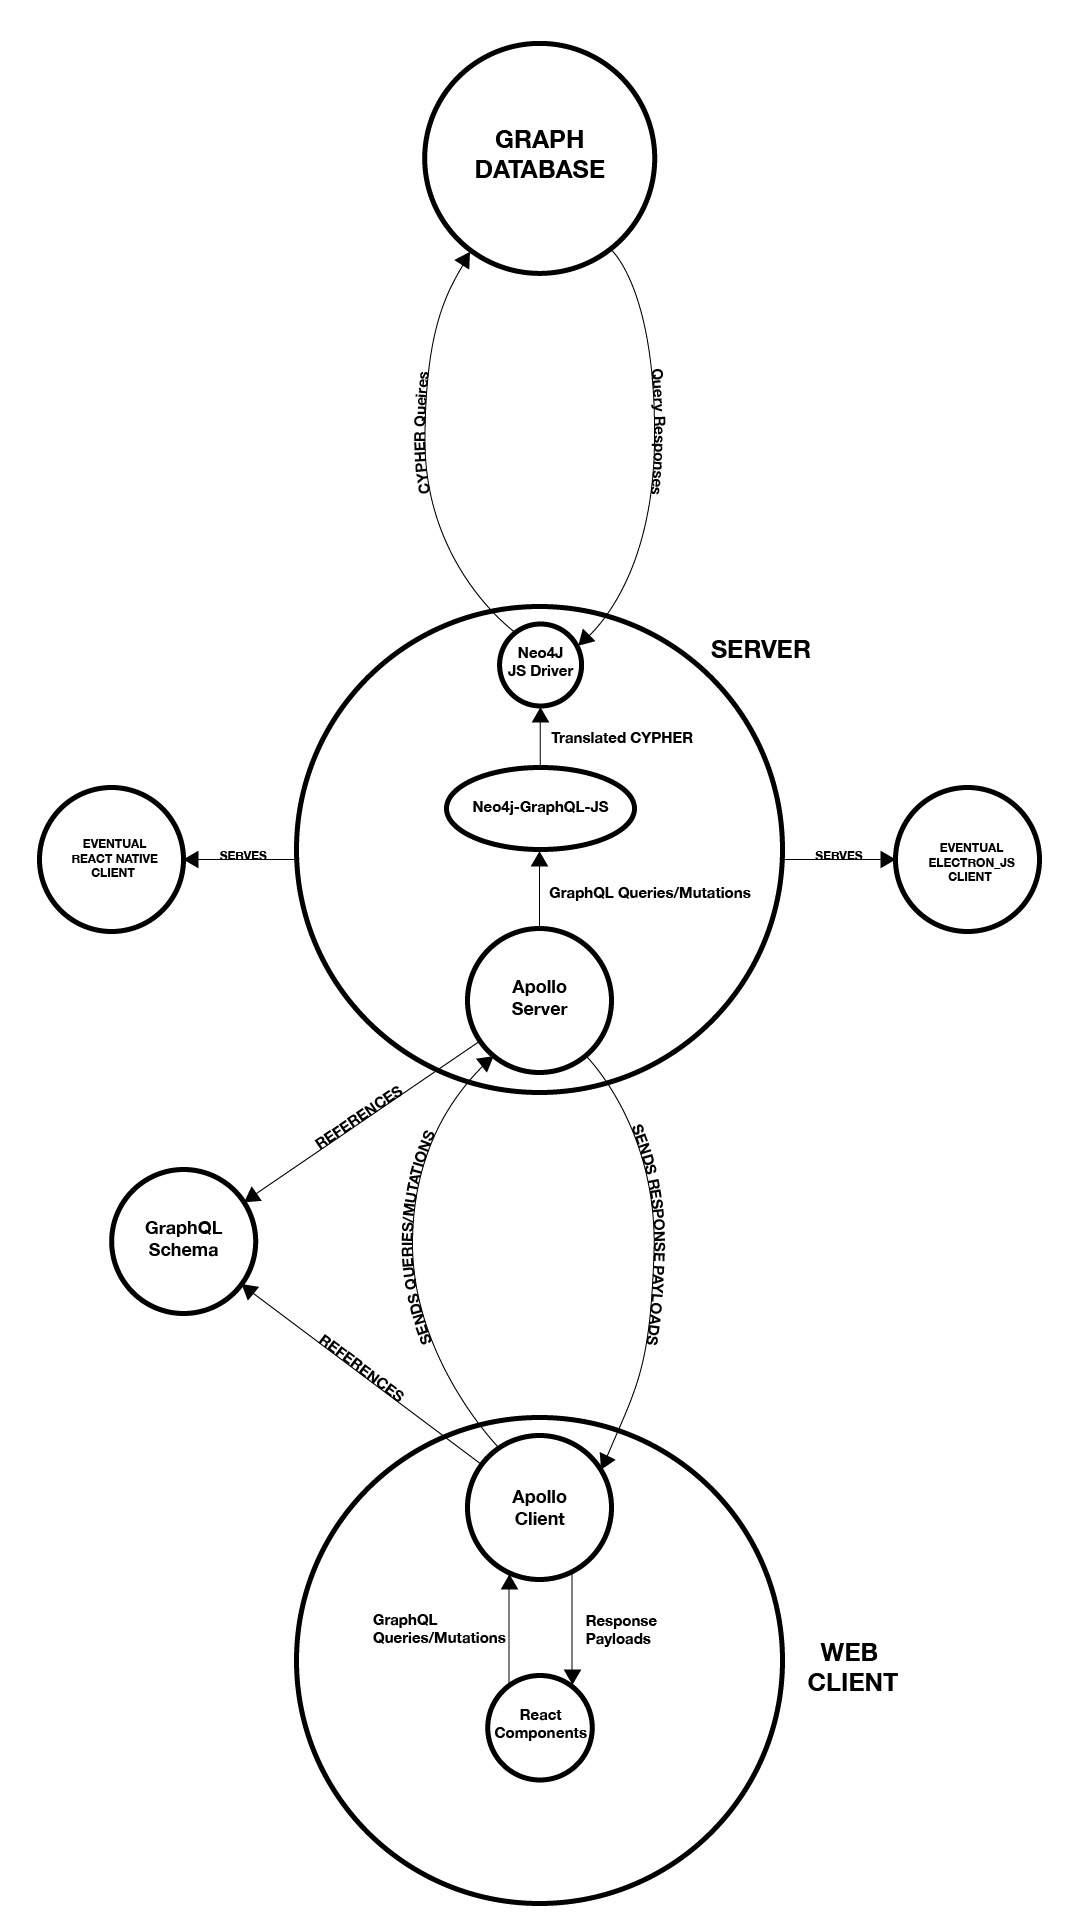 GRAPH
DATABASE
CYPHER Queires
Query Responses
SERVER
Neo4J
JS Driver
Translated CYPHER
Neo4j-GraphQL-JS
EVENTUAL
REACT NATIVE
CLIENT
SERVES
SERVES
EVENTUAL
ELECTRON_JS
CLIENT
GraphQL Queries/Mutations
Apollo
Server
REFERENCES
SENDS QUERIES/MUTATIONS
SENDS RESPONSE PAYLOADS
GraphQL
Schema
REFERENCES
Apollo
Client
GraphQL
Queries/Mutations
Response
Payloads
WEB
CLIENT
React
Components